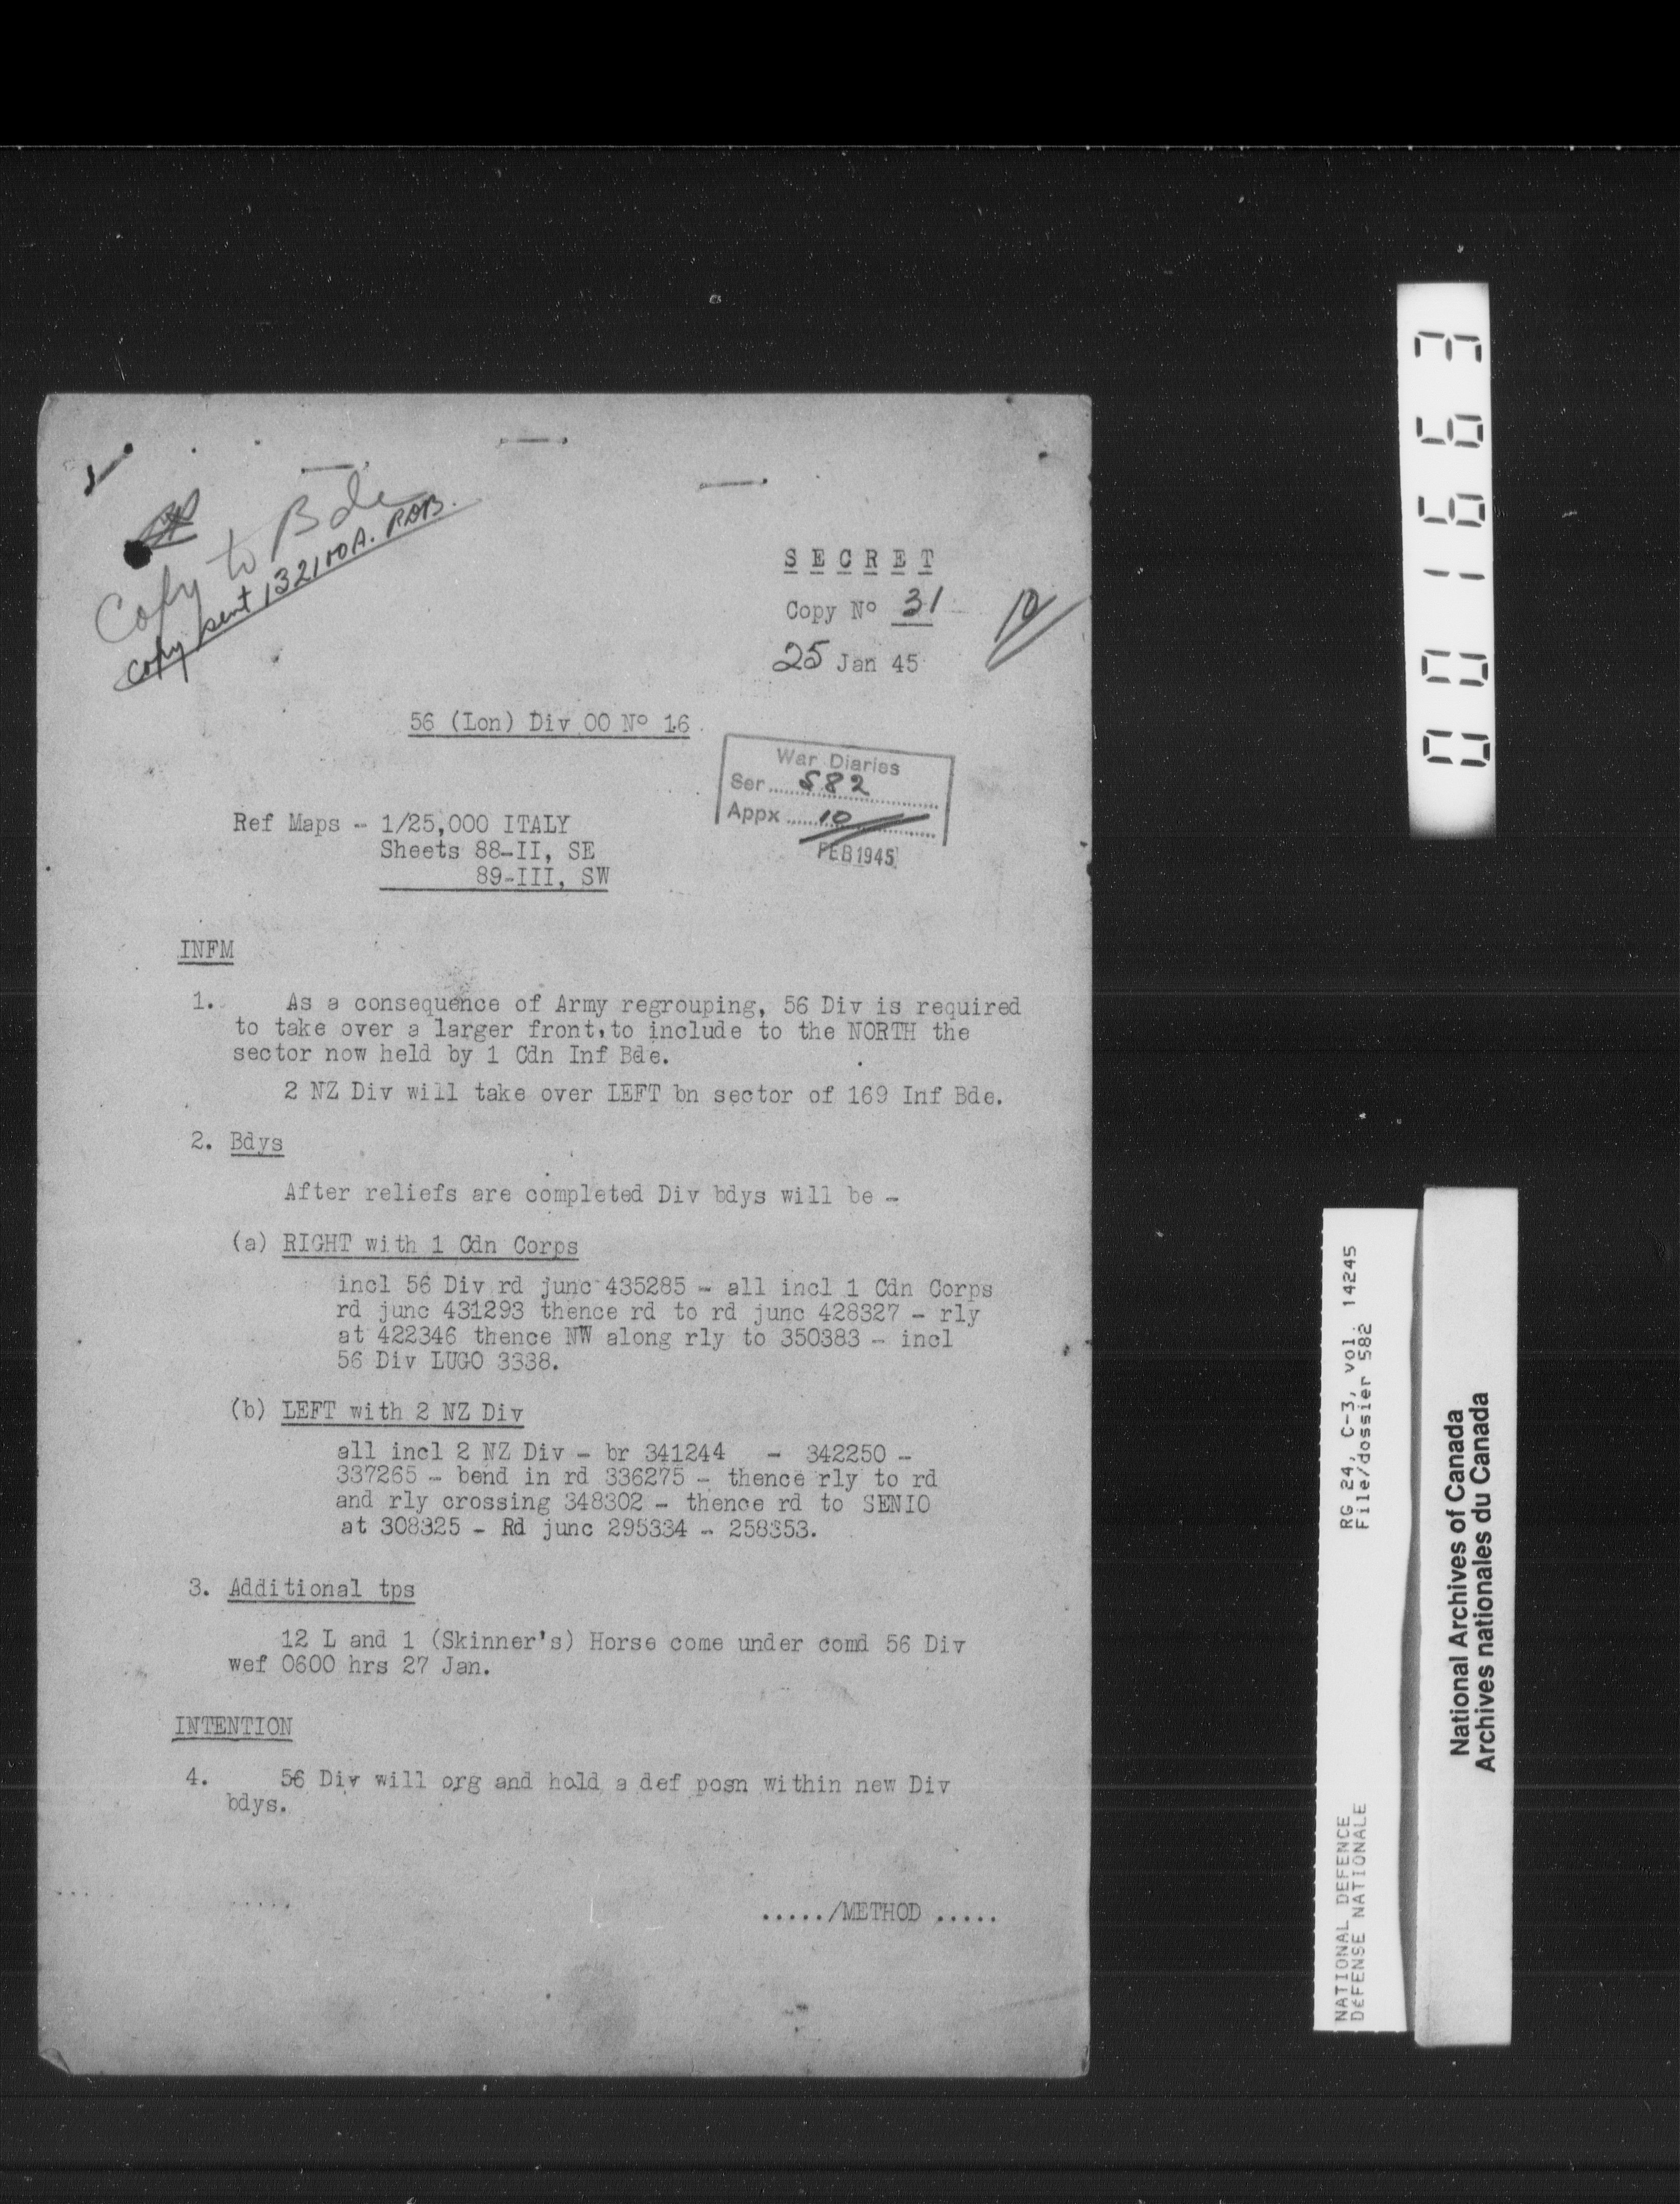 Copy to Bde
Copy sent 132100A.
S E C R E T
Copy Nº 31
10
25 Jan 45
56 (Lon) Div OO Nº 16
War Diaries
Ser ..... 582
Appx ..... 10
FEB 1945
Ref Maps - 1/25,000 ITALY
Sheets 88-II, SE
89-III, SW
INFM
1. As a consequence of Army regrouping, 56 Div is required
to take over a larger front, to include to the NORTH the
sector now held by 1 Cdn Inf Bde.
2 NZ Div will take over LEFT bn sector of 169 Inf Bde.
2. Bdys
After reliefs are completed Div bdys will be -
(a) RIGHT with 1 Cdn Corps
incl 56 Div rd junc 435285 - all incl 1 Cdn Corps
rd junc 431293 thence rd to rd junc 428327 - rly
at 422346 thence NW along rly to 350383 - incl
56 Div LUGO 3338.
(b) LEFT with 2 NZ Div
all incl 2 NZ Div - br 341244 - 342250 -
337265 - bend in rd 336275 - thence rly to rd
and rly crossing 348302 - thence rd to SENIO
at 308325 - Rd junc 295334 - 258353.
3. Additional tps
12 L and 1 (Skinner's) Horse come under comd 56 Div
wef 0600 hrs 27 Jan.
INTENTION
4. 56 Div will org and hold a def posn within new Div
bdys.
...../METHOD .....
001663
NATIONAL DEFENCE RG 24, C-3, vol. 14245
DéFENSE NATIONALE File/dossier 582
National Archives of Canada
Archives nationales du Canada